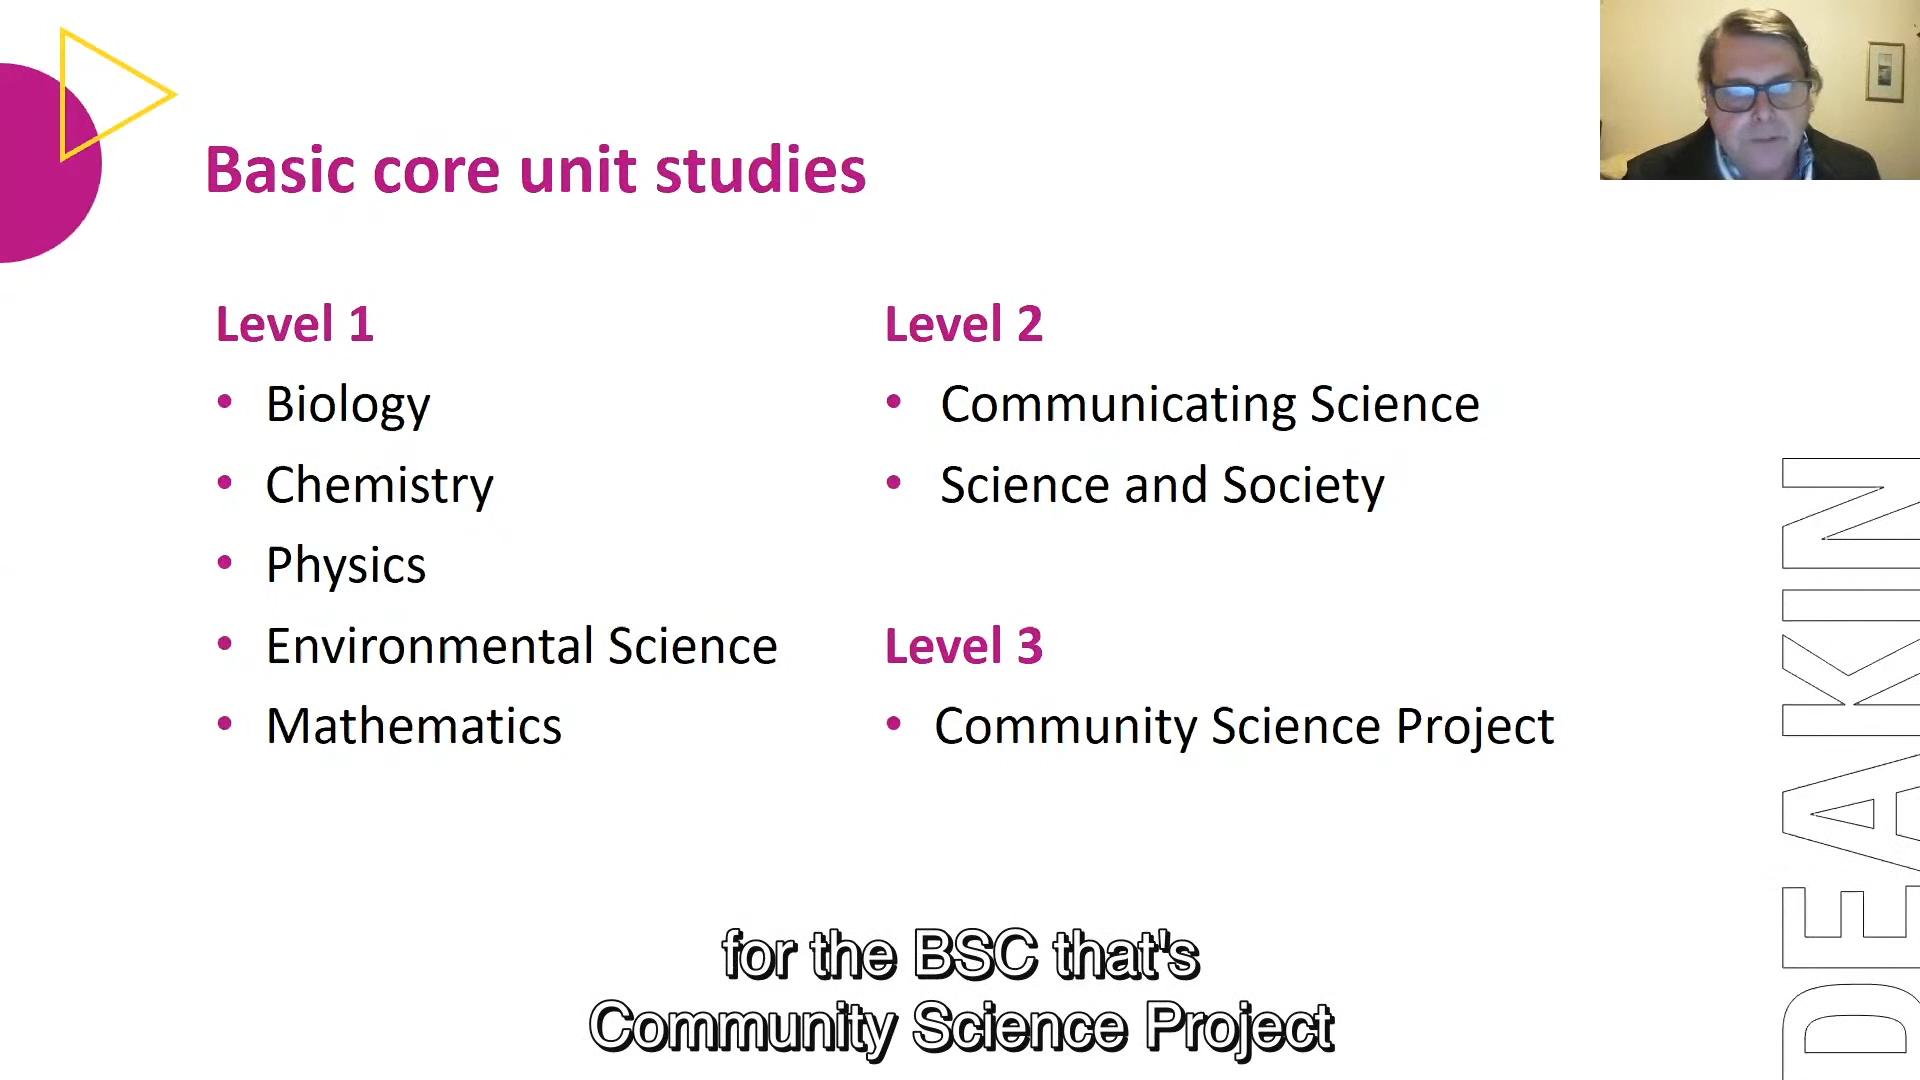 Basic core unit studies
Level 1
• Biology
• Chemistry
• Physics
• Environmental Science
• Mathematics
Level 2
• Communicating Science
• Science and Society
Level 3
• Community Science Project
DEAKIN
for the BSC that's
Community Science Project